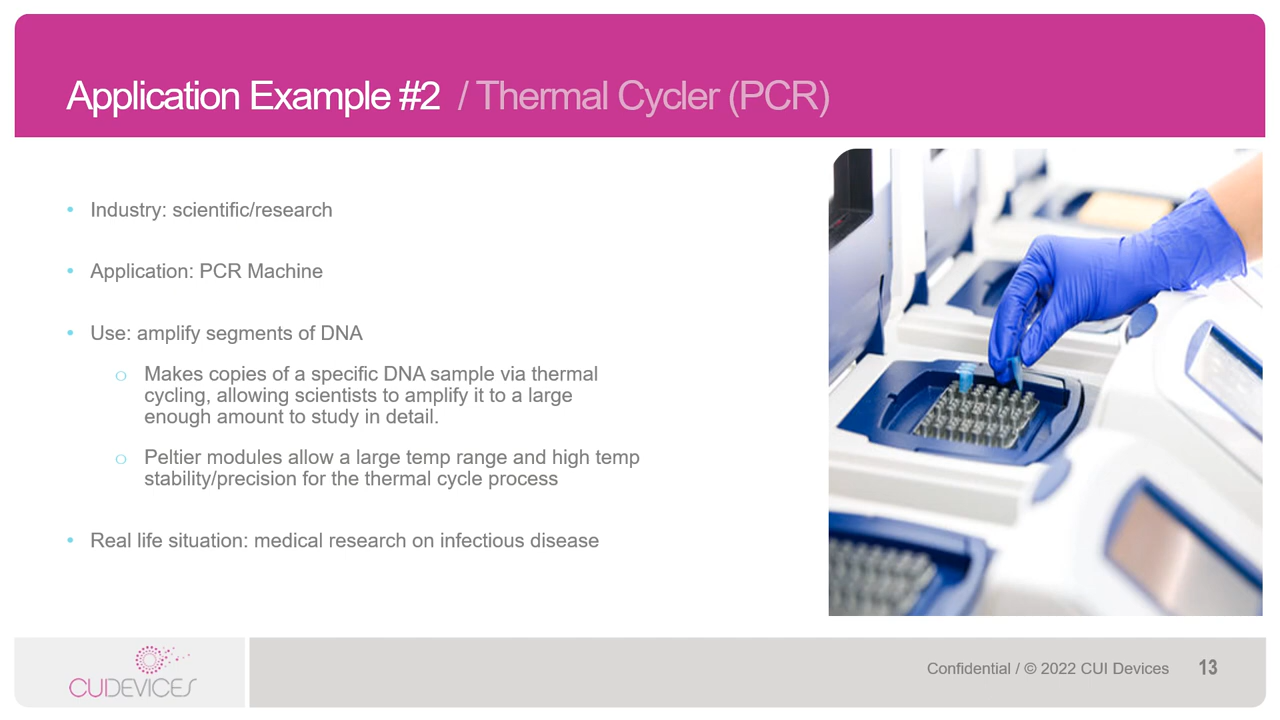 Application Example #2 / Thermal Cycler (PCR)
• Industry: scientific/research
• Application: PCR Machine
• Use: amplify segments of DNA
o Makes copies of a specific DNA sample via thermal
cycling, allowing scientists to amplify it to a large
enough amount to study in detail.
o Peltier modules allow a large temp range and high temp
stability/precision for the thermal cycle process
• Real life situation: medical research on infectious disease
CUIDEVICES
Confidential / © 2022 CUI Devices 13